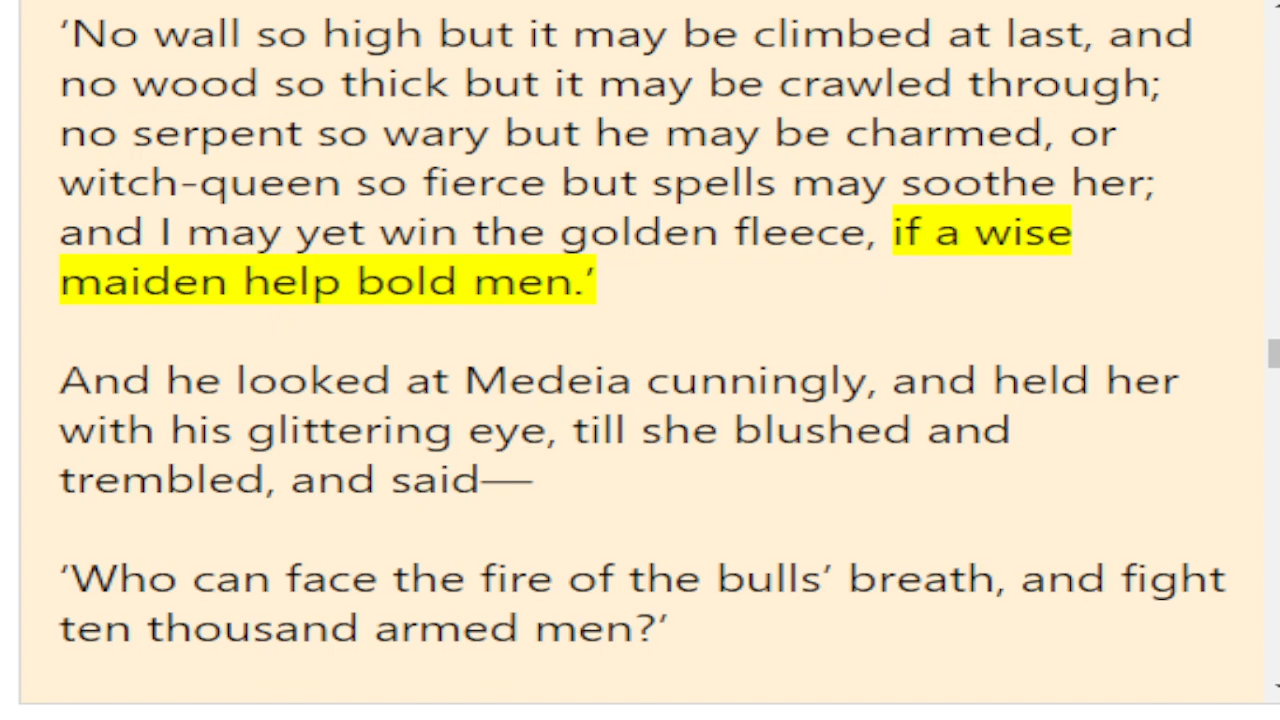 ‘No wall so high but it may be climbed at last, and
no wood so thick but it may be crawled through;
no serpent so wary but he may be charmed, or
witch-queen so fierce but spells may soothe her;
and I may yet win the golden fleece, if a wise
maiden help bold men.’
And he looked at Medeia cunningly, and held her
with his glittering eye, till she blushed and
trembled, and said—
‘Who can face the fire of the bulls’ breath, and fight
ten thousand armed men?’